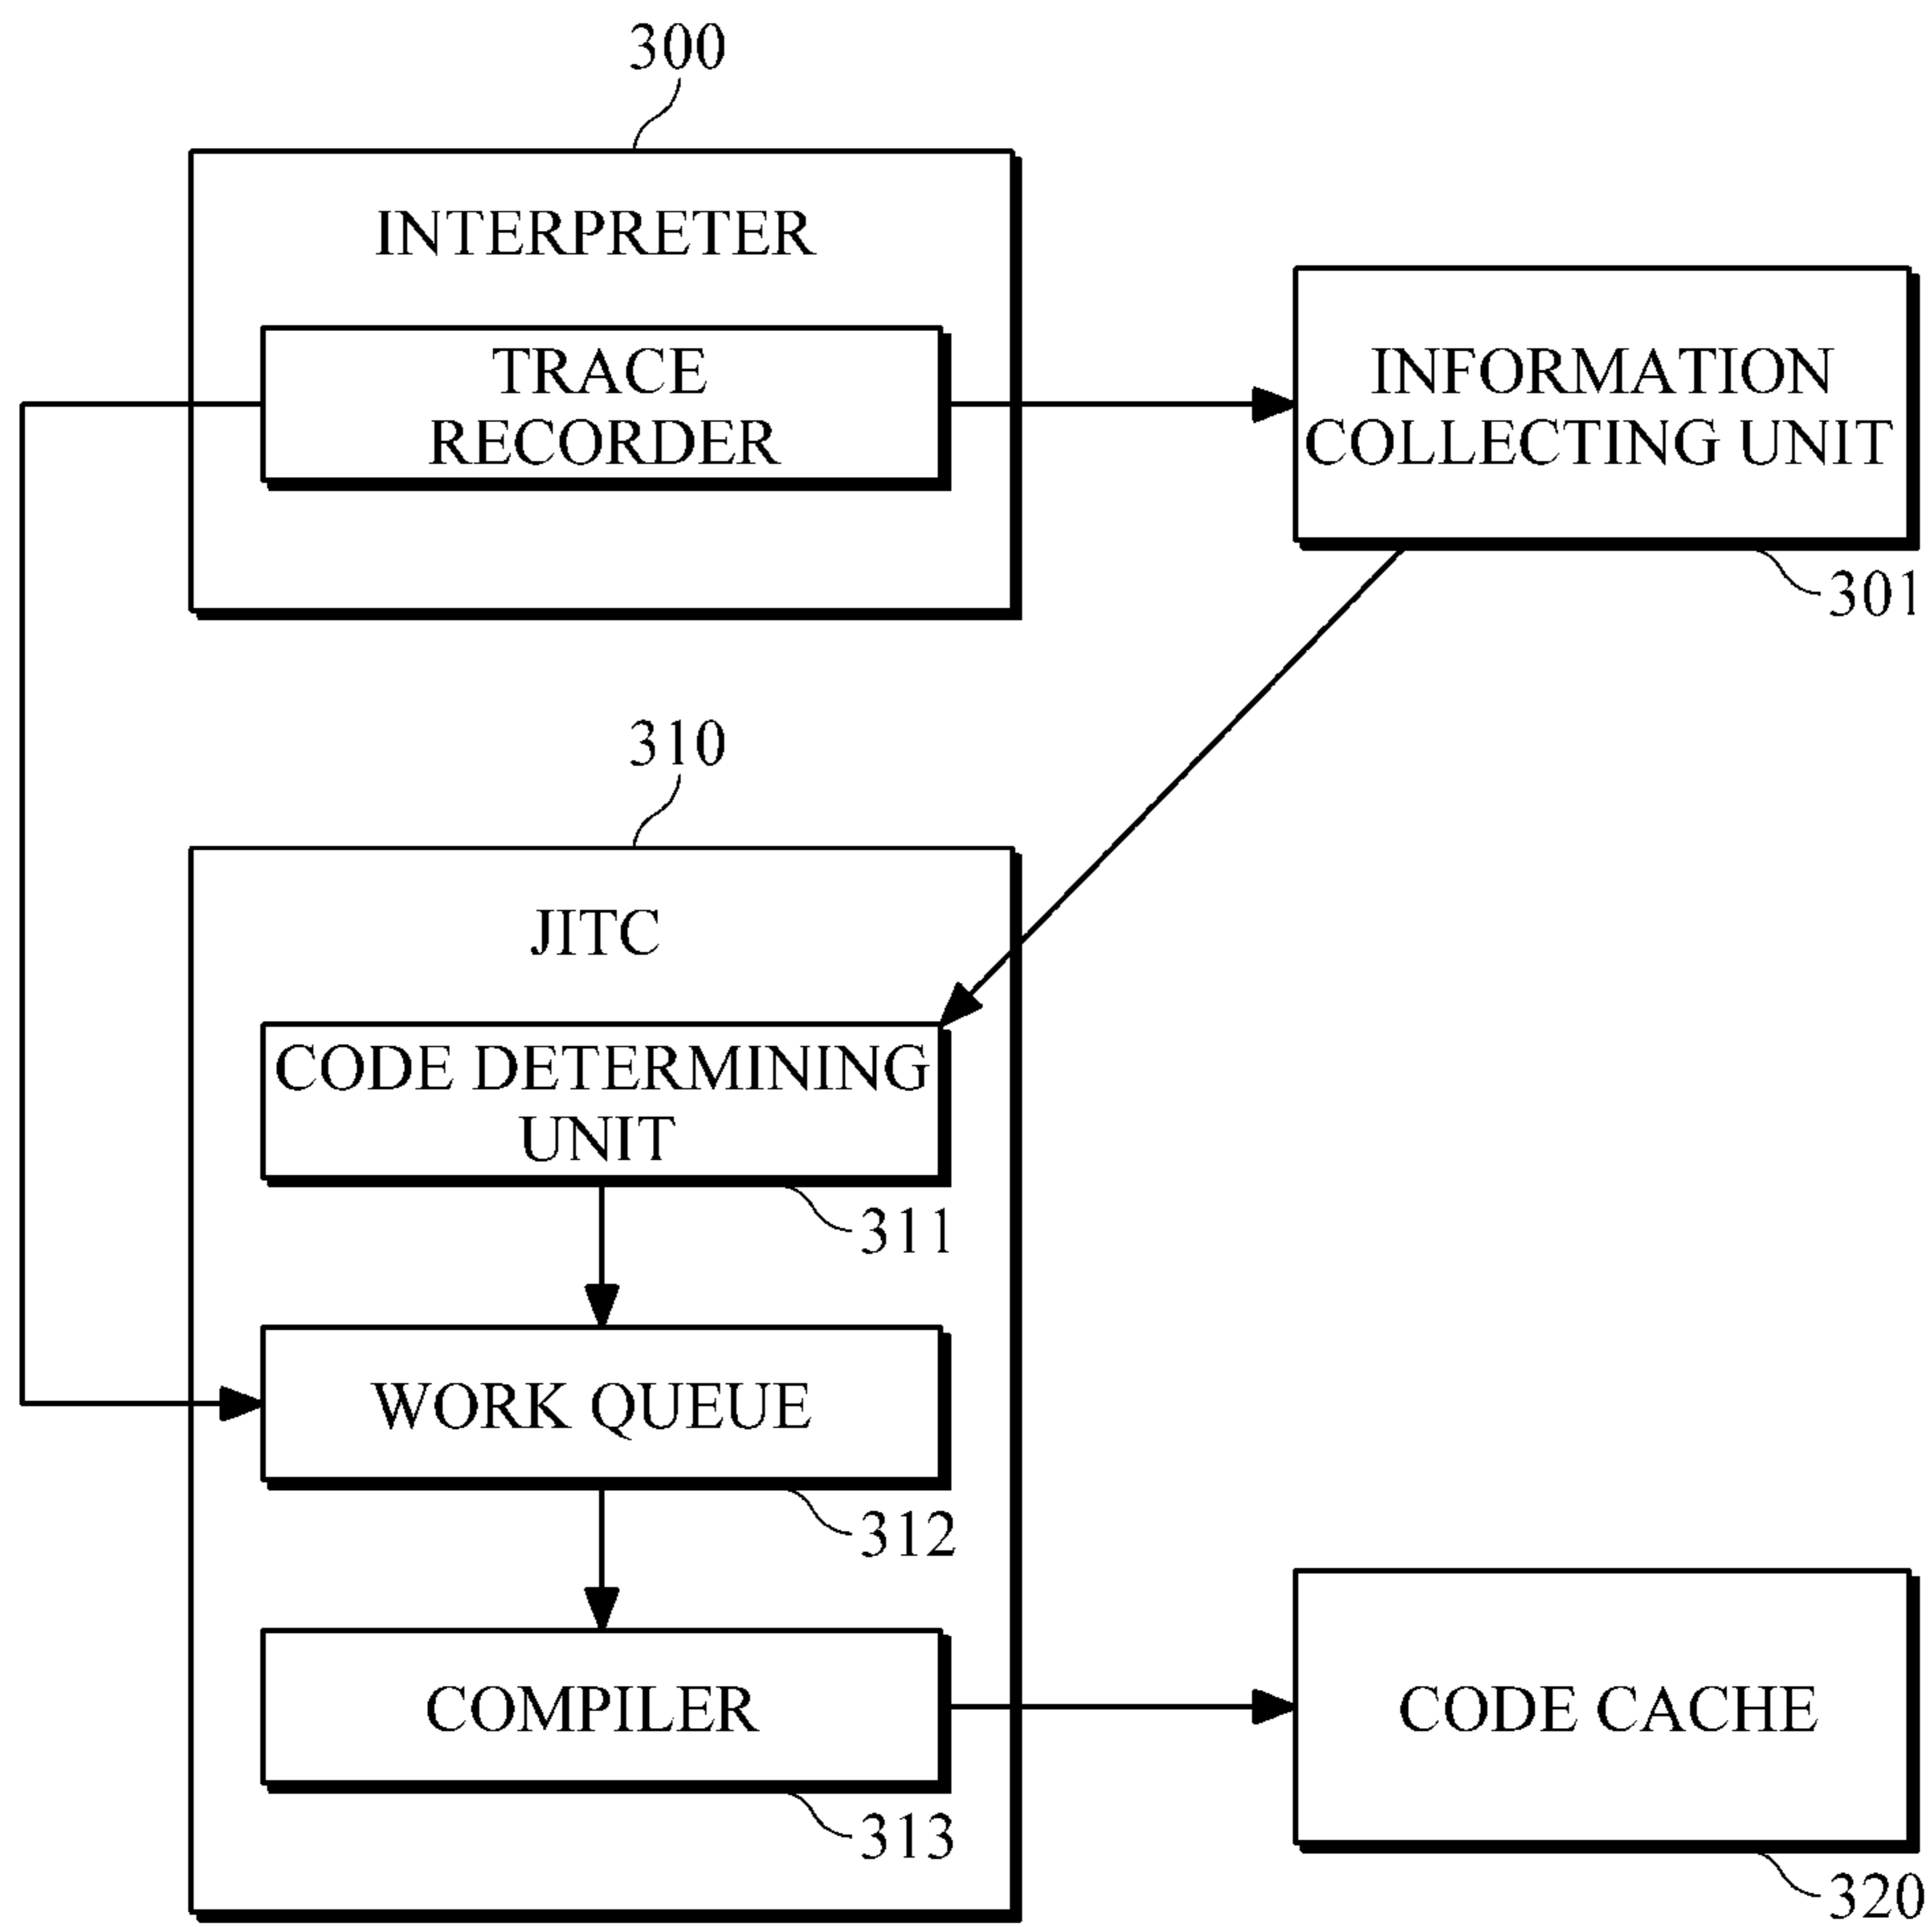 300
INTERPRETER
TRACE
RECORDER
INFORMATION
COLLECTING UNIT
301
310
JITC
CODE DETERMINING
UNIT
311
WORK QUEUE
312
COMPILER
313
CODE CACHE
320